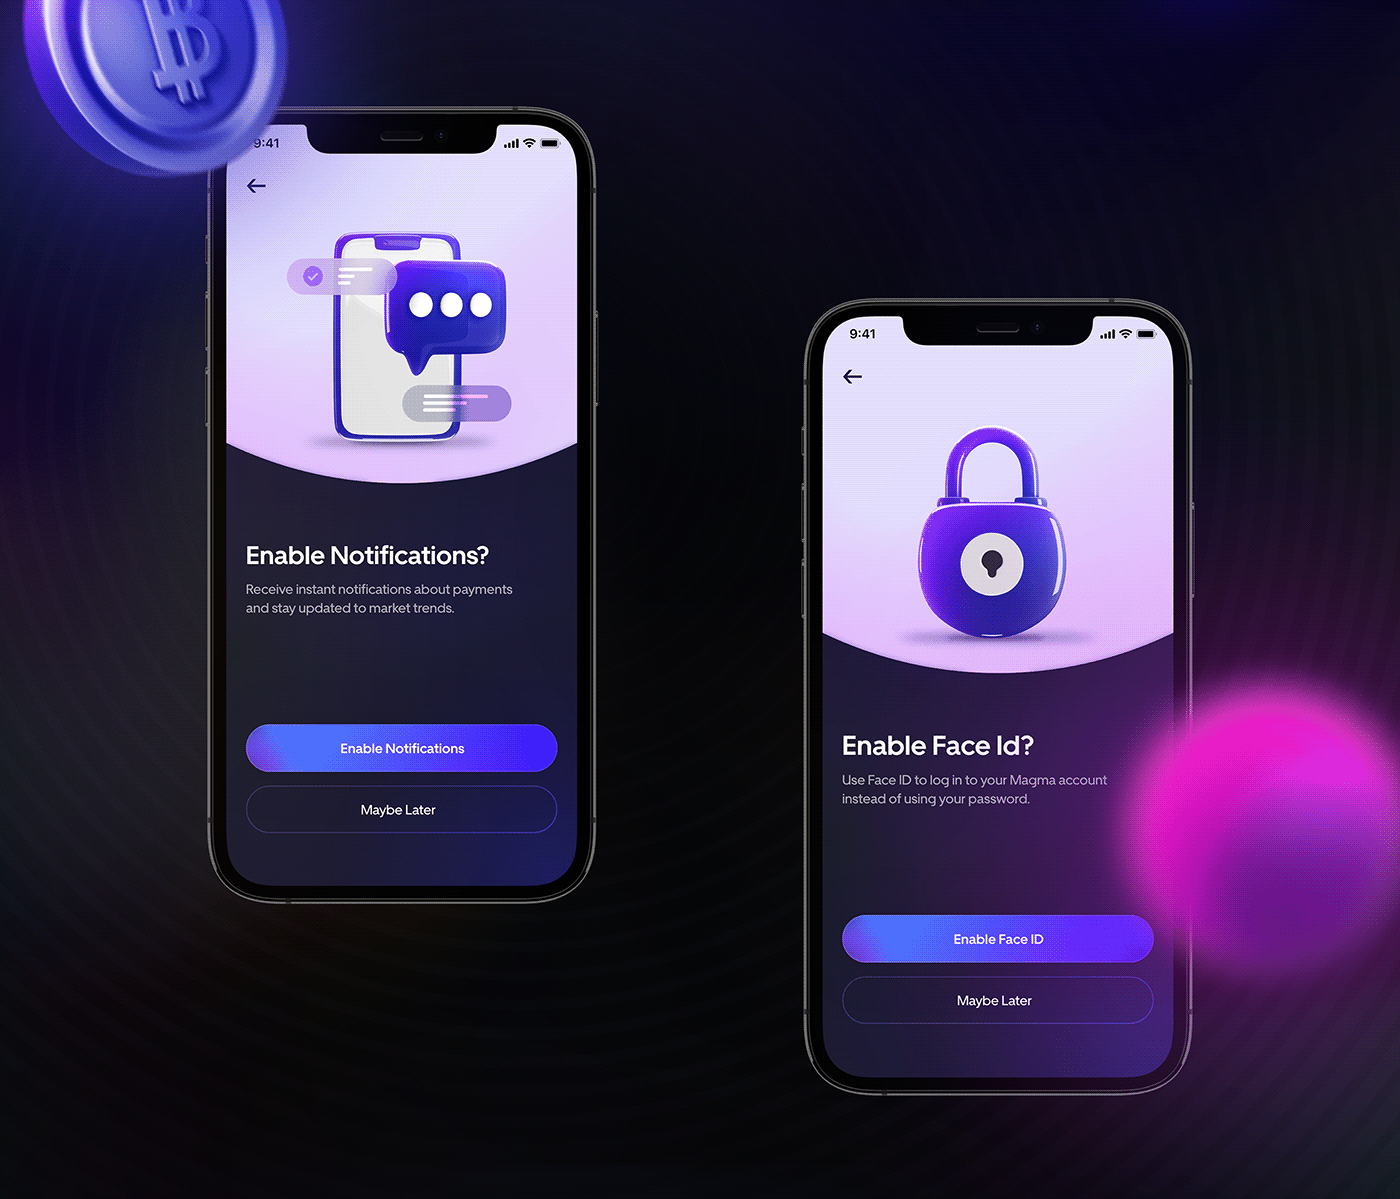 9:41
Enable Notifications?
Receive instant notifications about payments
and stay updated to market trends.
Enable Notifications
Maybe Later
9:41
Enable Face Id?
Use Face ID to log in to your Magma account
instead of using your password.
Enable Face ID
Maybe Later